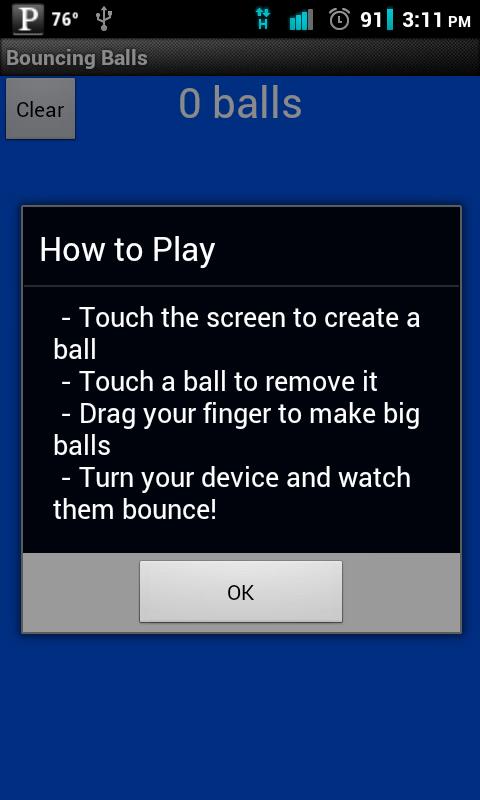 P 76° H 91 3:11 PM
Bouncing Balls
Clear 0 balls
How to Play
- Touch the screen to create a
ball
- Touch a ball to remove it
- Drag your finger to make big
balls
- Turn your device and watch
them bounce!
OK